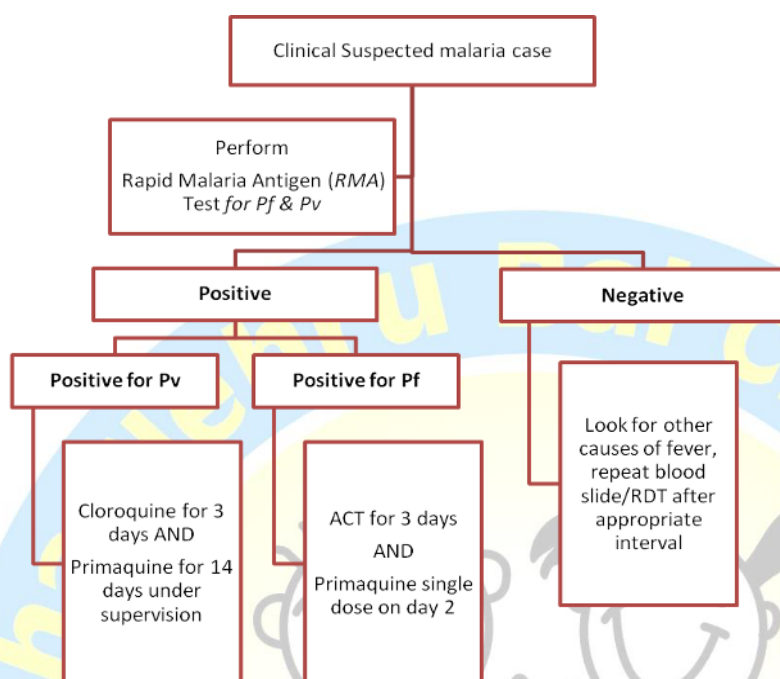 Clinical Suspected malaria case
Perform
Rapid Malaria Antigen (RMA)
Test for Pf & Pv
Positive
Negative
Positive for Pv
Positive for Pf
Cloroquine for 3
days AND
Primaquine for 14
days under
supervision
ACT for 3 days
AND
Primaquine single
dose on day 2
Look for other
causes of fever,
repeat blood
slide/RDT after
appropriate
interval